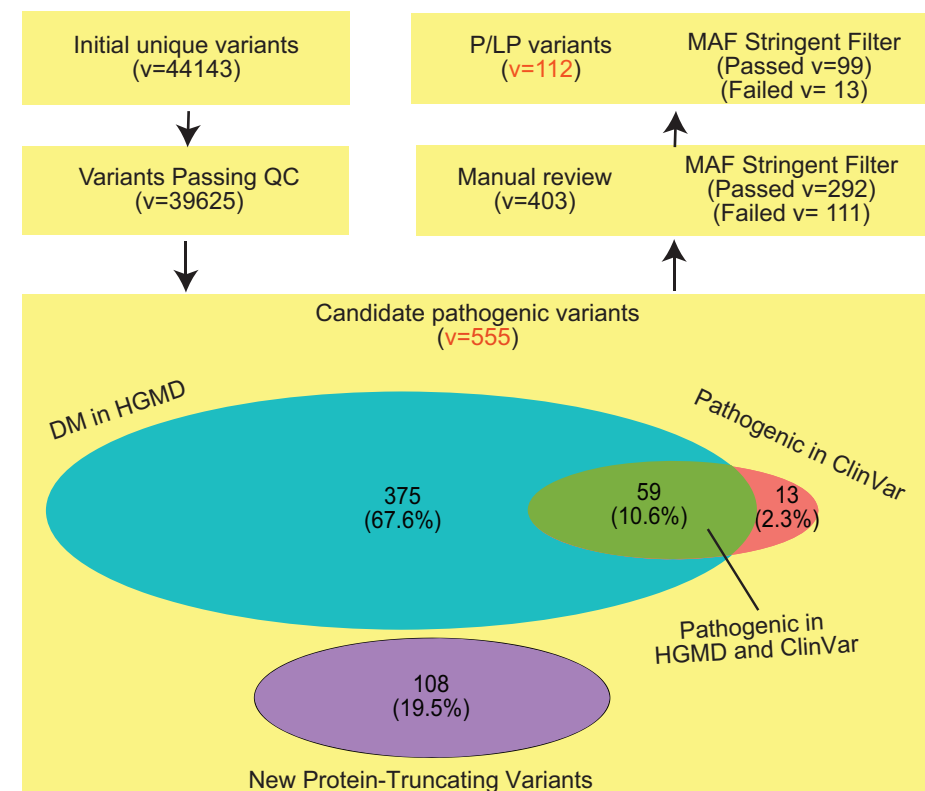 Initial unique variants
(v=44143)
P/LP variants
(v=112)
MAF Stringent Filter
(Passed v=99)
(Failed v= 13)
Variants Passing QC
(v=39625)
Manual review
(v=403)
MAF Stringent Filter
(Passed v=292)
(Failed v= 111)
Candidate pathogenic variants
(v=555)
DM in HGMD
Pathogenic in ClinVar
375
(67.6%)
59
(10.6%)
13
(2.3%)
Pathogenic in
HGMD and ClinVar
108
(19.5%)
New Protein-Truncating Variants